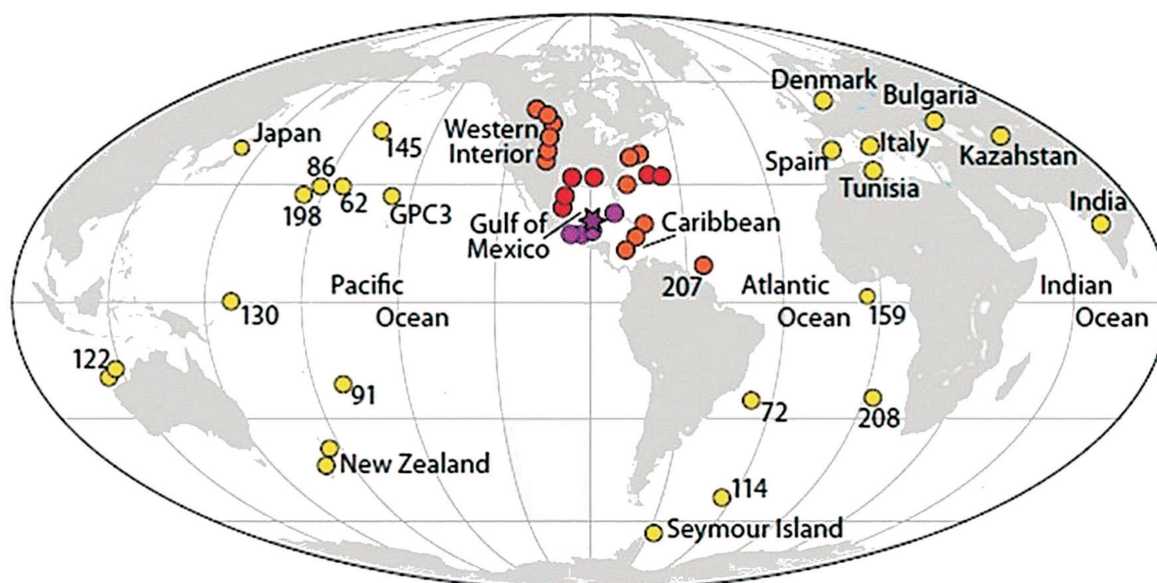 Denmark
Bulgaria
Japan
145
Western
Interior
Spain
Italy
Kazahstan
86
Tunisia
198
62
GPC3
Gulf of
Mexico
Caribbean
India
207
Pacific
Ocean
Atlantic
Ocean
159
Indian
Ocean
130
122
91
72
208
New Zealand
114
Seymour Island